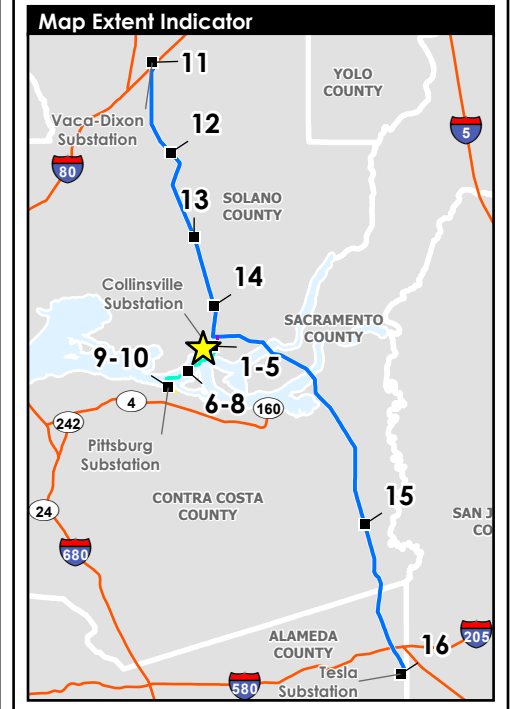 Map Extent Indicator
11
YOLO
COUNTY
Vaca-Dixon
Substation
12
5
80
13
SOLANO
COUNTY
14
Collinsville
Substation
SACRAMENTO
COUNTY
9-10
1-5
6-8
4
160
242
Pittsburg
Substation
15
CONTRA COSTA
COUNTY
24
SAN J
CO
680
ALAMEDA
COUNTY
205
16
Tesla
Substation
580